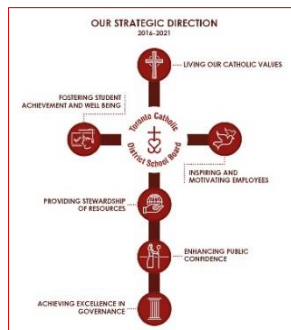 OUR STRATEGIC DIRECTION
2016-2021
LIVING OUR CATHOLIC VALUES
FOSTERING STUDENT
ACHIEVEMENT AND WELL BEING
Toronto Catholic
District School Board
INSPIRING AND
MOTIVATING EMPLOYEES
PROVIDING STEWARDSHIP
OF RESOURCES
ENHANCING PUBLIC
CONFIDENCE
ACHIEVING EXCELLENCE IN
GOVERNANCE